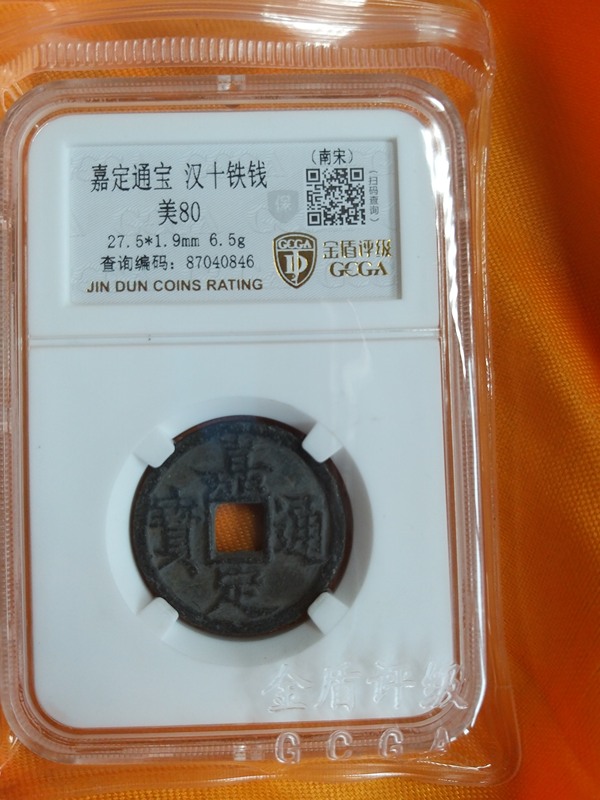 (南宋)
嘉定通宝 汉十铁钱
美80
27.5*1.9mm 6.5g
查询编码: 87040846
JIN DUN COINS RATING
保
(扫码查询)
GCGA
金盾评级
GCGA
嘉
寶 通
定
金盾评级
GCGA